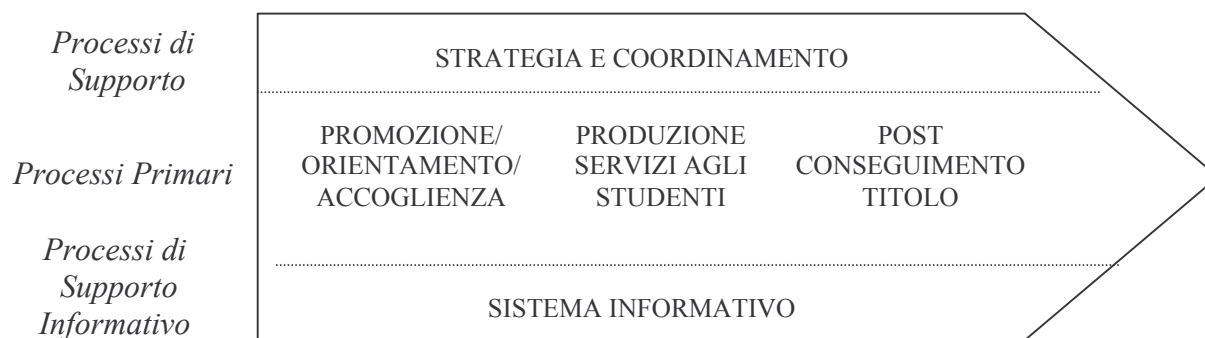 Processi di
Supporto
STRATEGIA E COORDINAMENTO
Processi Primari
PROMOZIONE/
ORIENTAMENTO/
ACCOGLIENZA
PRODUZIONE
SERVIZI AGLI
STUDENTI
POST
CONSEGUIMENTO
TITOLO
Processi di
Supporto
Informativo
SISTEMA INFORMATIVO